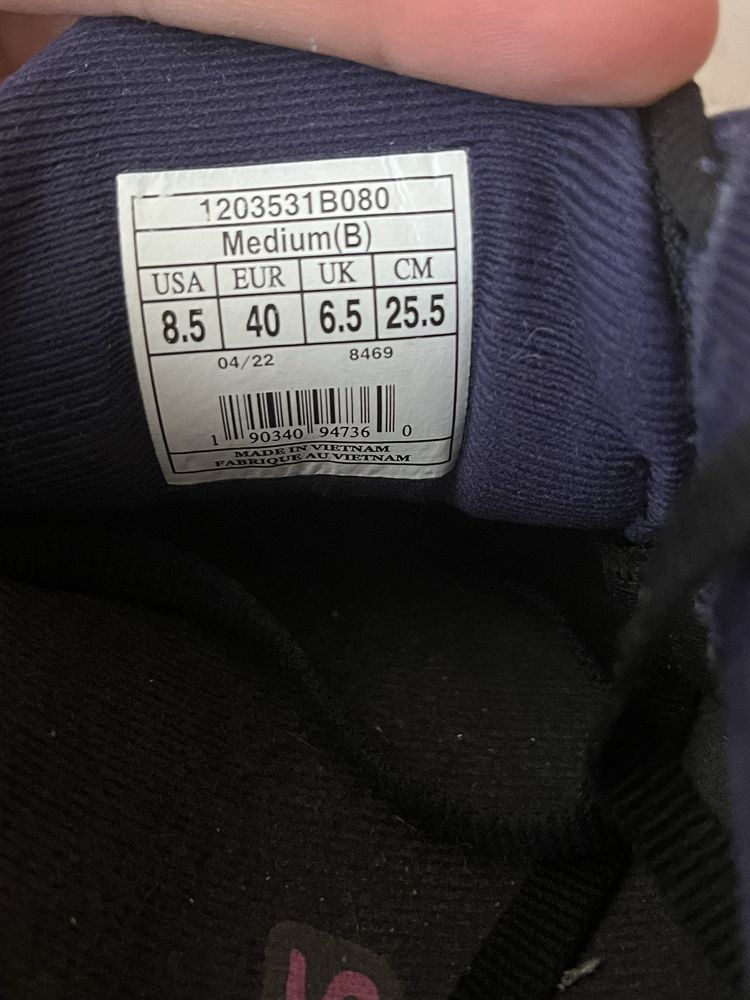 1203531B080
Medium(B)
USA EUR UK CM
8.5 40 6.5 25.5
04/22 8469
1 90340 94736 0
MADE IN VIETNAM
FABRIQUE AU VIETNAM